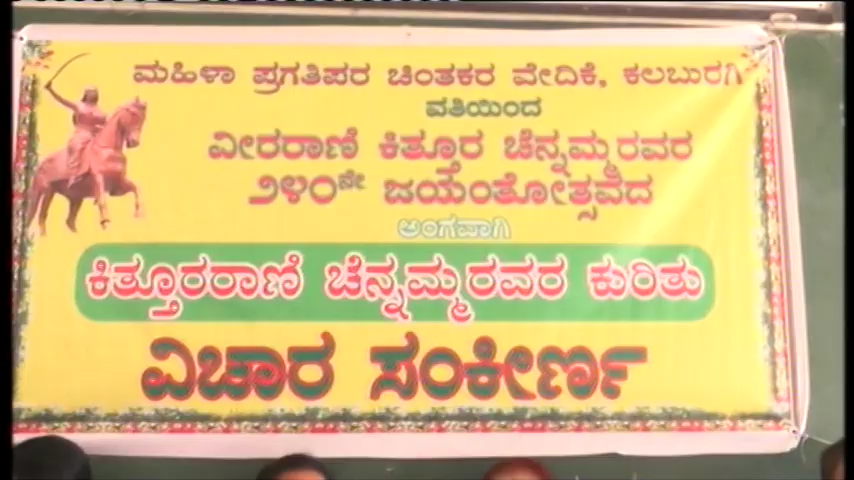 ಮಹಿಳಾ ಪ್ರಗತಿಪರ ಚಿಂತಕರ ವೇದಿಕೆ, ಕಲಬುರಗಿ
ವತಿಯಿಂದ
ವೀರರಾಣಿ ಕಿತ್ತೂರ ಚೆನ್ನಮ್ಮರವರ
೨೪೦ನೇ ಜಯಂತೋತ್ಸವದ
ಅಂಗವಾಗಿ
ಕಿತ್ತೂರರಾಣಿ ಚೆನ್ನಮ್ಮರವರ ಕುರಿತು
ವಿಚಾರ ಸಂಕೀರ್ಣ